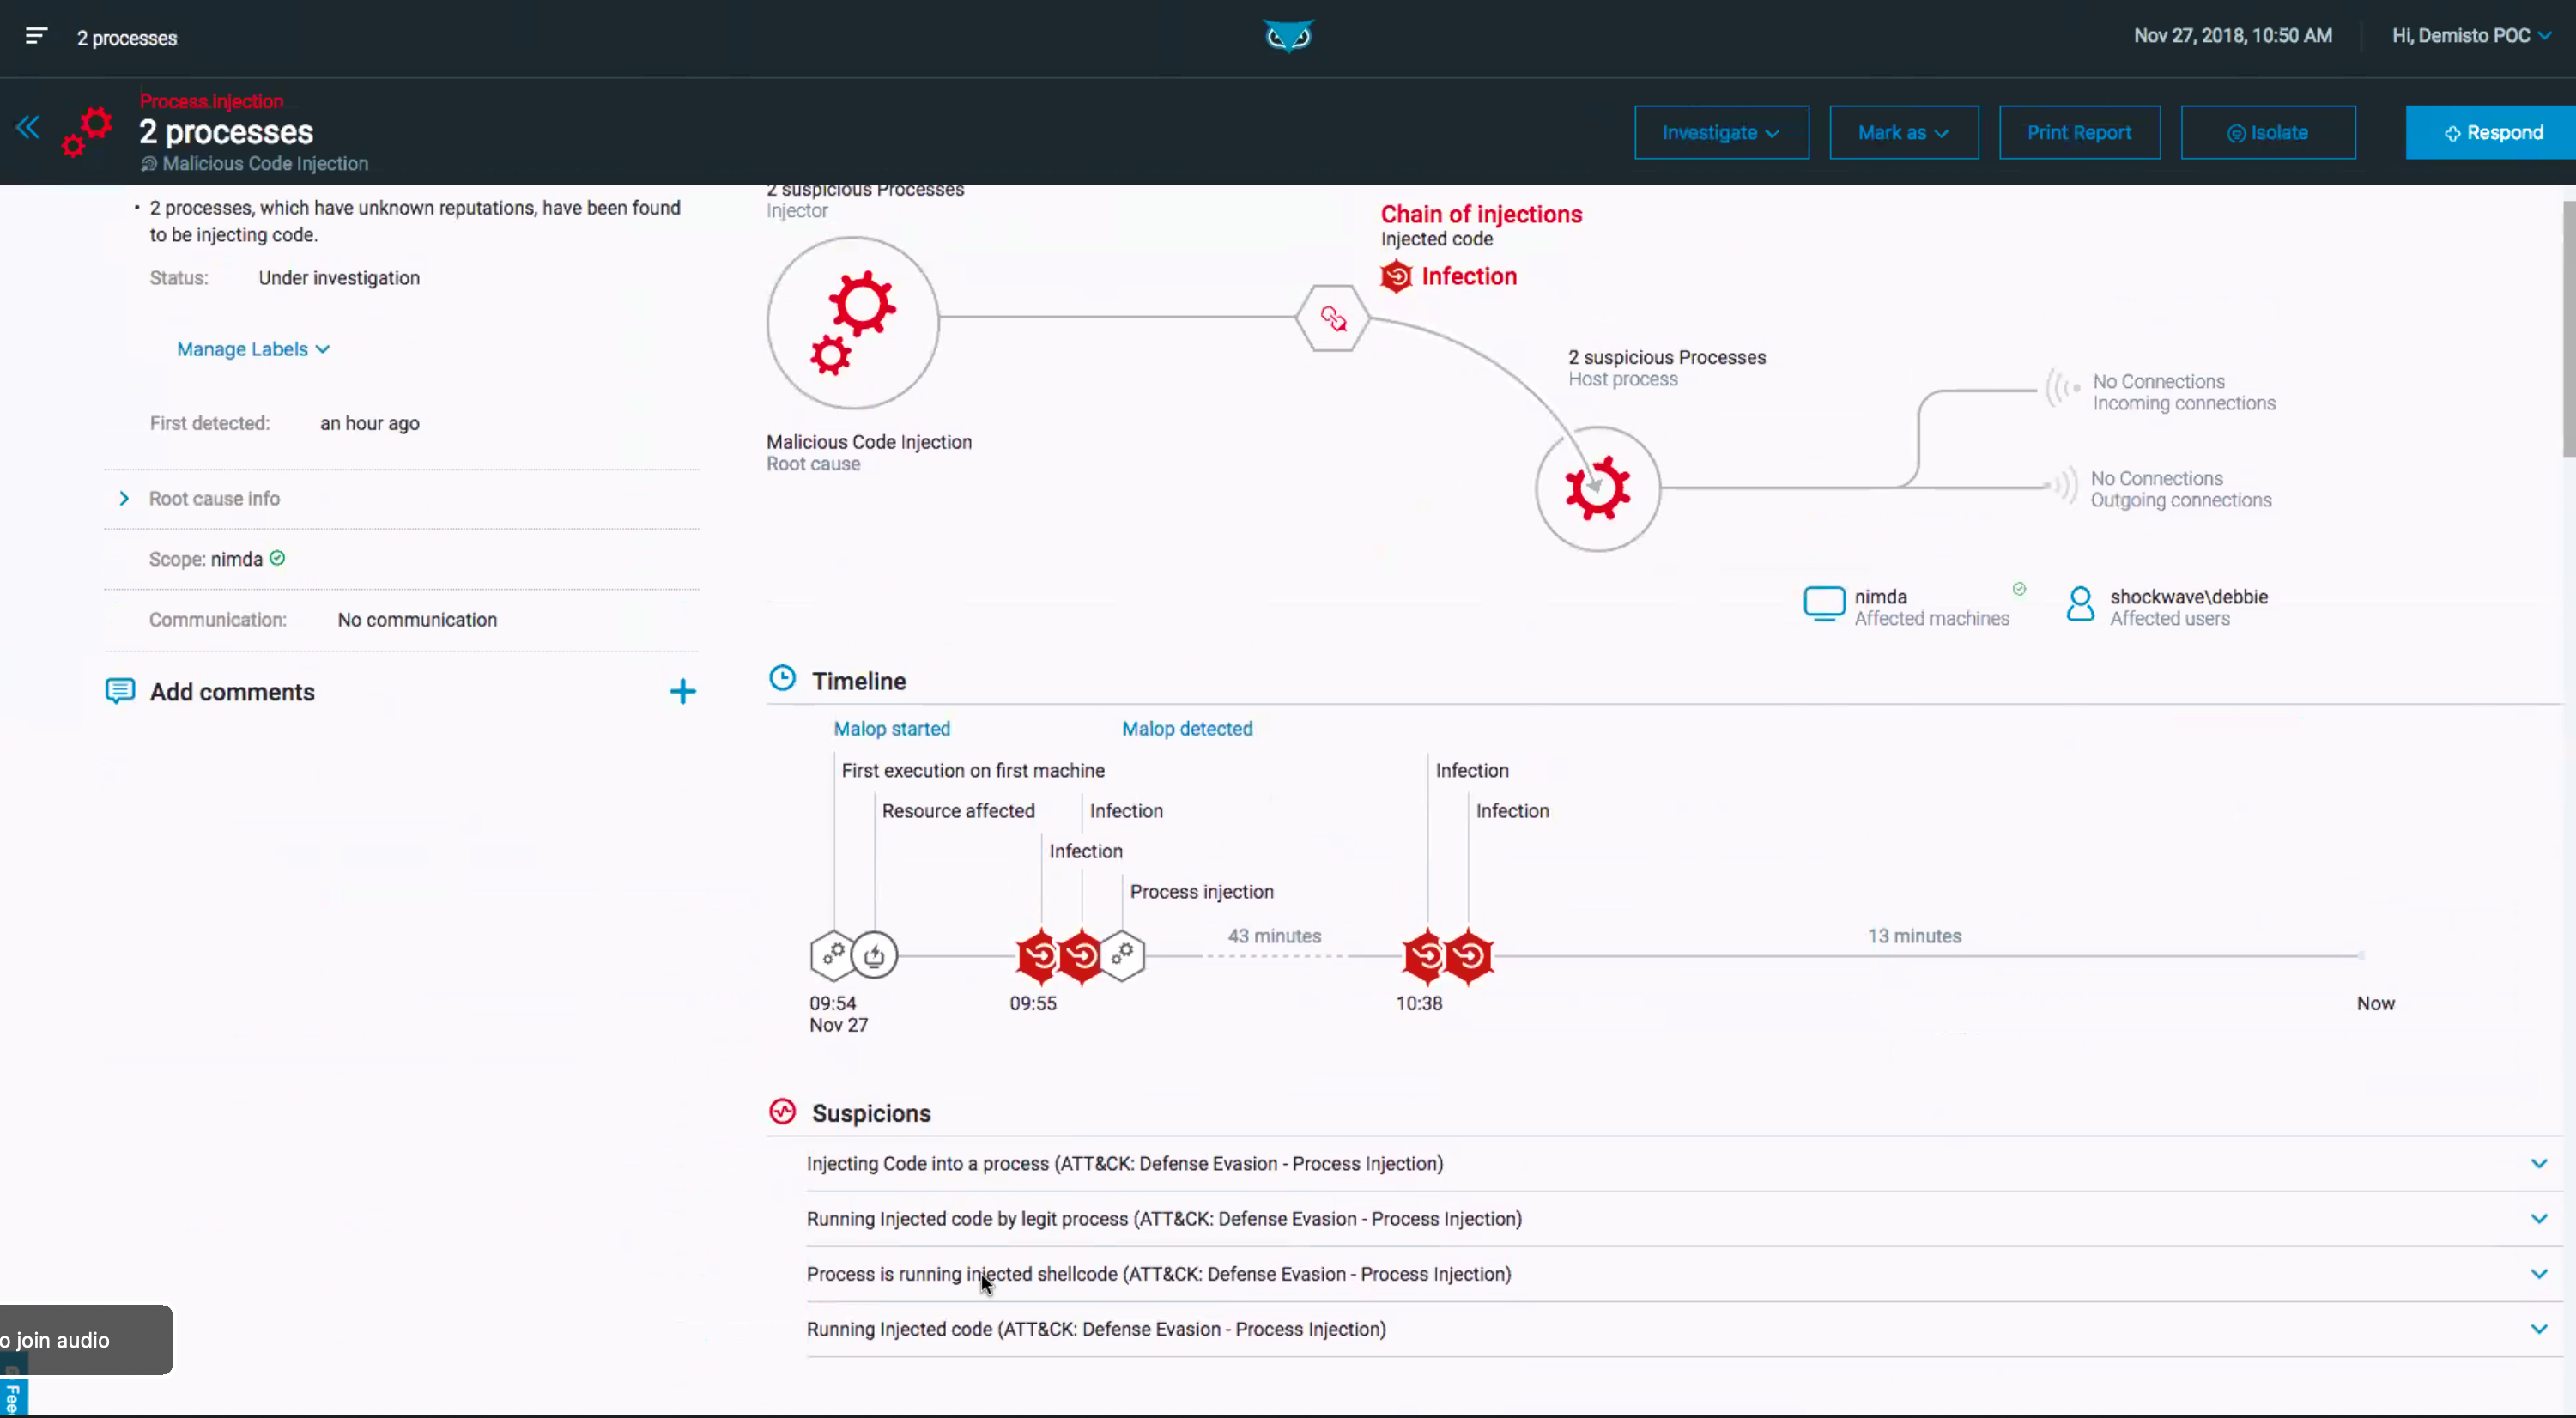 2 processes
Nov 27, 2018, 10:50 AM
Hi, Demisto POC
Process.injection
2 processes
Malicious Code Injection
Investigate
Mark as
Print Report
Isolate
Respond
• 2 processes, which have unknown reputations, have been found
to be injecting code.
Status: Under investigation
Manage Labels
First detected: an hour ago
Root cause info
Scope: nimda
Communication: No communication
Add comments
2 suspicious Processes
Injector
Chain of injections
Injected code
Infection
2 suspicious Processes
Host process
Malicious Code Injection
Root cause
No Connections
Incoming connections
No Connections
Outgoing connections
nimda
Affected machines
shockwave\debbie
Affected users
Timeline
Malop started
Malop detected
First execution on first machine
Infection
Resource affected
Infection
Infection
Infection
Process injection
43 minutes
13 minutes
09:54
Nov 27
09:55
10:38
Now
Suspicions
Injecting Code into a process (ATT&CK: Defense Evasion - Process Injection)
Running Injected code by legit process (ATT&CK: Defense Evasion - Process Injection)
Process is running injected shellcode (ATT&CK: Defense Evasion - Process Injection)
Running Injected code (ATT&CK: Defense Evasion - Process Injection)
o join audio
Fee